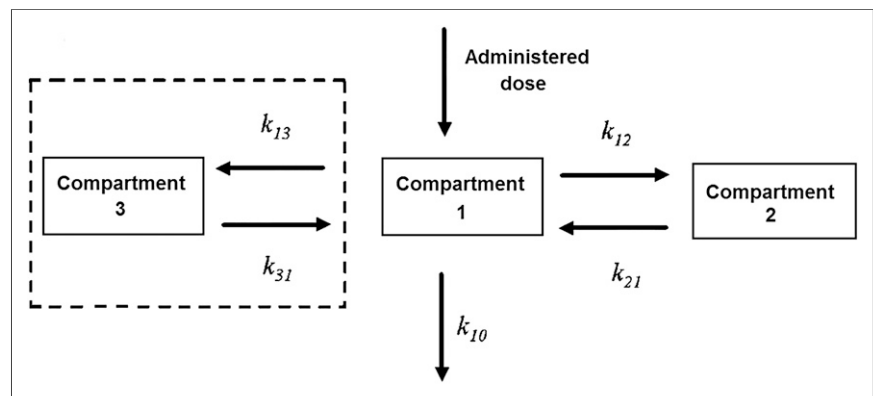 Administered
dose
k13
k12
Compartment
3
Compartment
1
Compartment
2
k31
k21
k10